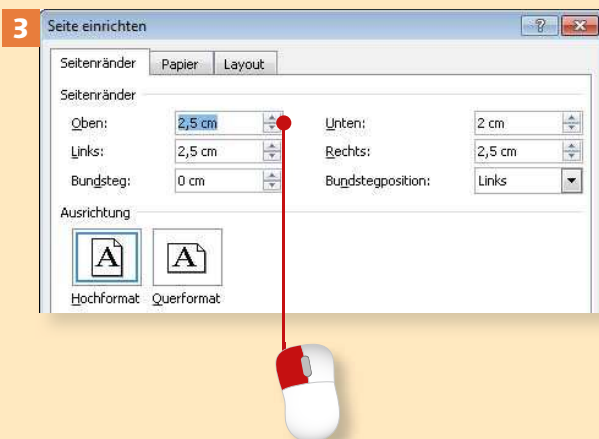 3
Seite einrichten
Seitenränder Papier Layout
Seitenränder
Oben: 2,5 cm Unten: 2 cm
Links: 2,5 cm Rechts: 2,5 cm
Bundsteg: 0 cm Bundstegposition: Links
Ausrichtung
A A
Hochformat Querformat